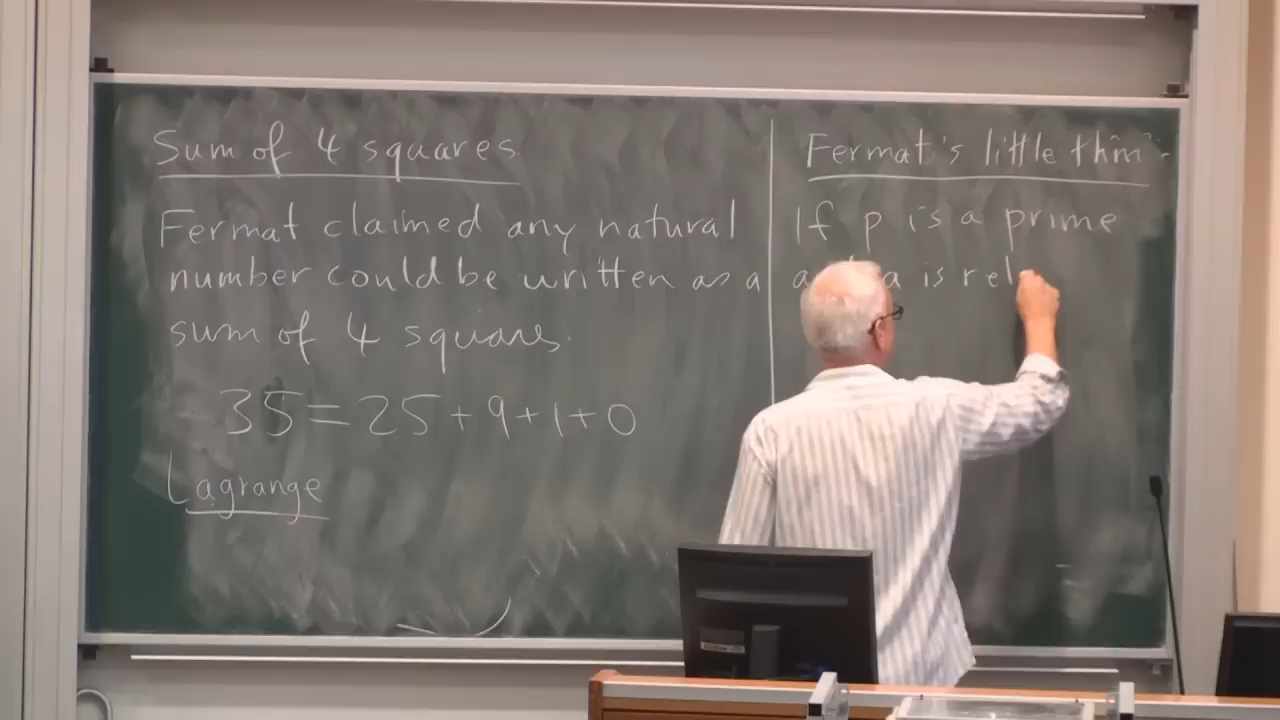 Sum of 4 squares.
Fermat claimed any natural
number could be written as a
sum of 4 squares.
35 = 25 + 9 + 1 + 0
Lagrange
Fermat's little thm
If p is a prime
a is rel